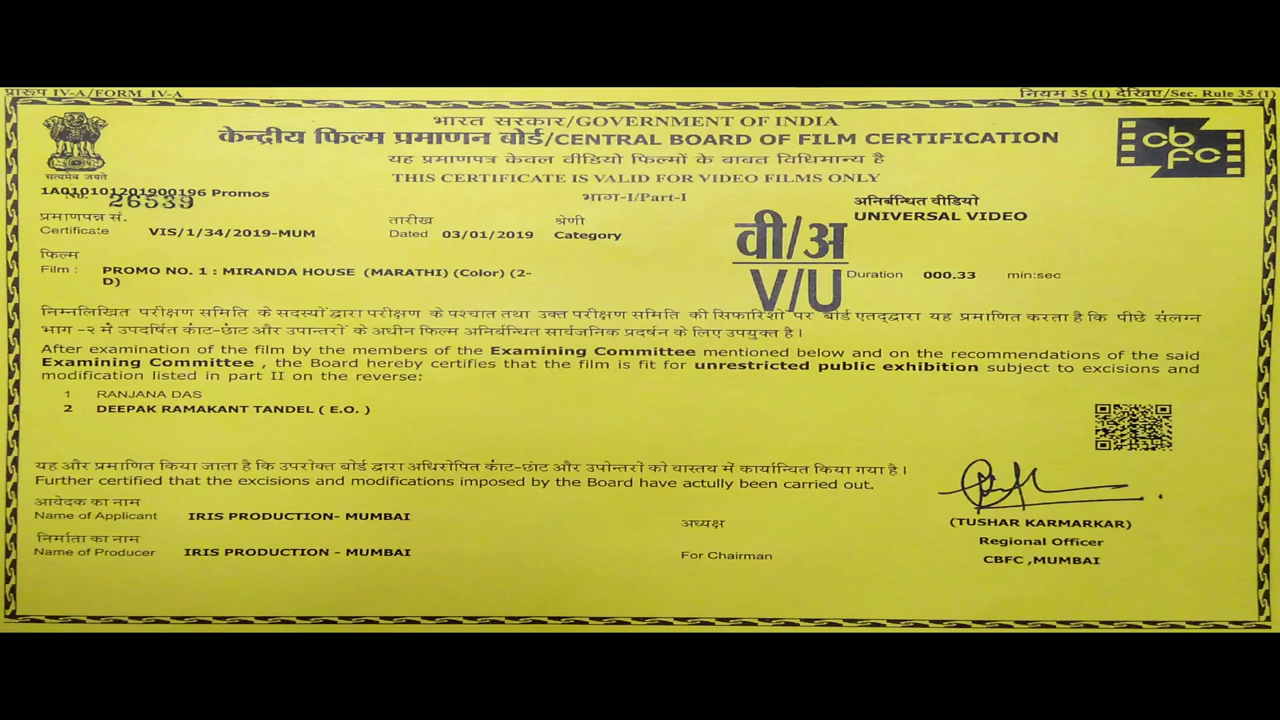 प्रारूप IV-A/FORM IV-A
नियम 35 (1) देखिए/Sec. Rule 35 (1)
भारत सरकार/GOVERNMENT OF INDIA
केन्द्रीय फिल्म प्रमाणन बोर्ड/CENTRAL BOARD OF FILM CERTIFICATION
cb
fc
यह प्रमाणपत्र केवल वीडियो फिल्मों के बाबत विधिमान्य है
सत्यमेव जयते
THIS CERTIFICATE IS VALID FOR VIDEO FILMS ONLY
1A010101201900196 Promos
No. 26539
भाग-I/Part-I
अनिर्बन्धित वीडियो
UNIVERSAL VIDEO
प्रमाणपत्र सं.
तारीख
श्रेणी
Certificate VIS/1/34/2019-MUM Dated 03/01/2019 Category
वी/अ
V/U
फिल्म
Film : PROMO NO. 1 : MIRANDA HOUSE (MARATHI) (Color) (2-
D)
Duration 000.33 min:sec
निम्नलिखित परीक्षण समिति के सदस्यों द्वारा परीक्षण के पश्चात तथा उक्त परीक्षण समिति की सिफारिशों पर बोर्ड एतद्द्वारा यह प्रमाणित करता है कि पीछे संलग्न
भाग -२ में उपदर्षित कांट-छांट और उपान्तरों के अधीन फिल्म अनिर्बन्धित सार्वजनिक प्रदर्षन के लिए उपयुक्त है।
After examination of the film by the members of the Examining Committee mentioned below and on the recommendations of the said
Examining Committee , the Board hereby certifies that the film is fit for unrestricted public exhibition subject to excisions and
modification listed in part II on the reverse:
1 RANJANA DAS
2 DEEPAK RAMAKANT TANDEL ( E.O. )
यह और प्रमाणित किया जाता है कि उपरोक्त बोर्ड द्वारा अधिरोपित कांट-छांट और उपोन्तरों को वास्तव में कार्यान्वित किया गया है।
Further certified that the excisions and modifications imposed by the Board have actully been carried out.
आवेदक का नाम
Name of Applicant IRIS PRODUCTION- MUMBAI
अध्यक्ष
(TUSHAR KARMARKAR)
निर्माता का नाम
Regional Officer
Name of Producer IRIS PRODUCTION - MUMBAI
For Chairman
CBFC ,MUMBAI